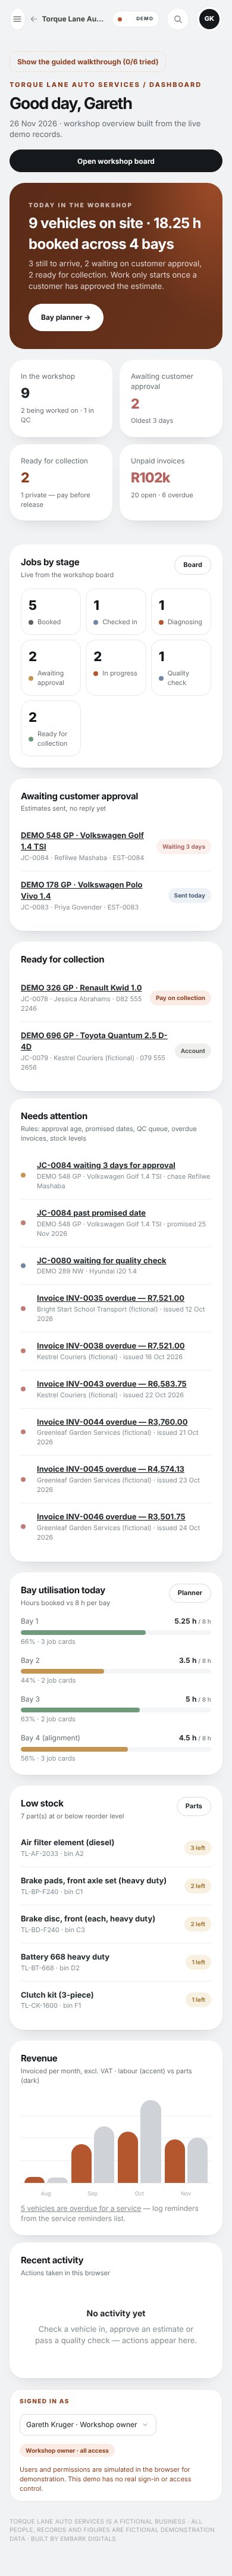 Torque Lane Au...
DEMO
GK
Show the guided walkthrough (0/6 tried)
TORQUE LANE AUTO SERVICES / DASHBOARD
Good day, Gareth
26 Nov 2026 · workshop overview built from the live
demo records.
Open workshop board
TODAY IN THE WORKSHOP
9 vehicles on site · 18.25 h
booked across 4 bays
3 still to arrive, 2 waiting on customer approval,
2 ready for collection. Work only starts once a
customer has approved the estimate.
Bay planner →
In the workshop
9
2 being worked on · 1 in
QC
Awaiting customer
approval
2
Oldest 3 days
Ready for collection
2
1 private — pay before
release
Unpaid invoices
R102k
20 open · 6 overdue
Jobs by stage
Live from the workshop board
Board
5
Booked
1
Checked in
1
Diagnosing
2
Awaiting
approval
2
In progress
1
Quality
check
2
Ready for
collection
Awaiting customer approval
Estimates sent, no reply yet
DEMO 548 GP · Volkswagen Golf
1.4 TSI
JC-0084 · Refilwe Mashaba · EST-0084
Waiting 3 days
DEMO 178 GP · Volkswagen Polo
Vivo 1.4
JC-0083 · Priya Govender · EST-0083
Sent today
Ready for collection
DEMO 326 GP · Renault Kwid 1.0
JC-0078 · Jessica Abrahams · 082 555
2246
Pay on collection
DEMO 696 GP · Toyota Quantum 2.5 D-
4D
JC-0079 · Kestrel Couriers (fictional) · 079 555
2656
Account
Needs attention
Rules: approval age, promised dates, QC queue, overdue
invoices, stock levels
JC-0084 waiting 3 days for approval
DEMO 548 GP · Volkswagen Golf 1.4 TSI · chase Refilwe
Mashaba
JC-0084 past promised date
DEMO 548 GP · Volkswagen Golf 1.4 TSI · promised 25
Nov 2026
JC-0080 waiting for quality check
DEMO 289 NW · Hyundai i20 1.4
Invoice INV-0035 overdue — R7,521.00
Bright Start School Transport (fictional) · issued 12 Oct
2026
Invoice INV-0038 overdue — R7,521.00
Kestrel Couriers (fictional) · issued 16 Oct 2026
Invoice INV-0043 overdue — R6,583.75
Kestrel Couriers (fictional) · issued 22 Oct 2026
Invoice INV-0044 overdue — R3,760.00
Greenleaf Garden Services (fictional) · issued 21 Oct
2026
Invoice INV-0045 overdue — R4,574.13
Greenleaf Garden Services (fictional) · issued 23 Oct
2026
Invoice INV-0046 overdue — R3,501.75
Greenleaf Garden Services (fictional) · issued 24 Oct
2026
Bay utilisation today
Hours booked vs 8 h per bay
Planner
Bay 1
5.25 h / 8 h
66% · 3 job cards
Bay 2
3.5 h / 8 h
44% · 2 job cards
Bay 3
5 h / 8 h
63% · 2 job cards
Bay 4 (alignment)
4.5 h / 8 h
56% · 3 job cards
Low stock
7 part(s) at or below reorder level
Parts
Air filter element (diesel)
TL-AF-2033 · bin A2
3 left
Brake pads, front axle set (heavy duty)
TL-BP-F240 · bin C1
2 left
Brake disc, front (each, heavy duty)
TL-BD-F240 · bin C3
2 left
Battery 668 heavy duty
TL-BT-668 · bin D2
1 left
Clutch kit (3-piece)
TL-CK-1600 · bin F1
1 left
Revenue
Invoiced per month, excl. VAT · labour (accent) vs parts
(dark)
Aug
Sep
Oct
Nov
5 vehicles are overdue for a service — log reminders
from the service reminders list.
Recent activity
Actions taken in this browser
No activity yet
Check a vehicle in, approve an estimate or
pass a quality check — actions appear here.
SIGNED IN AS
Gareth Kruger · Workshop owner
Workshop owner · all access
Users and permissions are simulated in the browser for
demonstration. This demo has no real sign-in or access
control.
TORQUE LANE AUTO SERVICES IS A FICTIONAL BUSINESS · ALL
PEOPLE, RECORDS AND FIGURES ARE FICTIONAL DEMONSTRATION
DATA · BUILT BY EMBARK DIGITALS